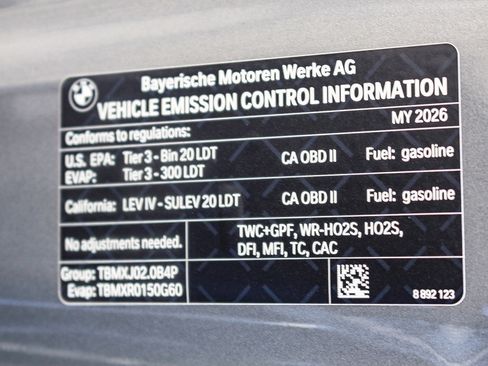 BMW
Bayerische Motoren Werke AG
VEHICLE EMISSION CONTROL INFORMATION
MY 2026
Conforms to regulations:
U.S. EPA: Tier 3 - Bin 20 LDT CA OBD II Fuel: gasoline
EVAP: Tier 3 - 300 LDT
California: LEV IV - SULEV 20 LDT CA OBD II Fuel: gasoline
No adjustments needed.
TWC+GPF, WR-HO2S, HO2S,
DFI, MFI, TC, CAC
Group: TBMXJ02.0B4P
Evap: TBMXR0150G60
8 892 123